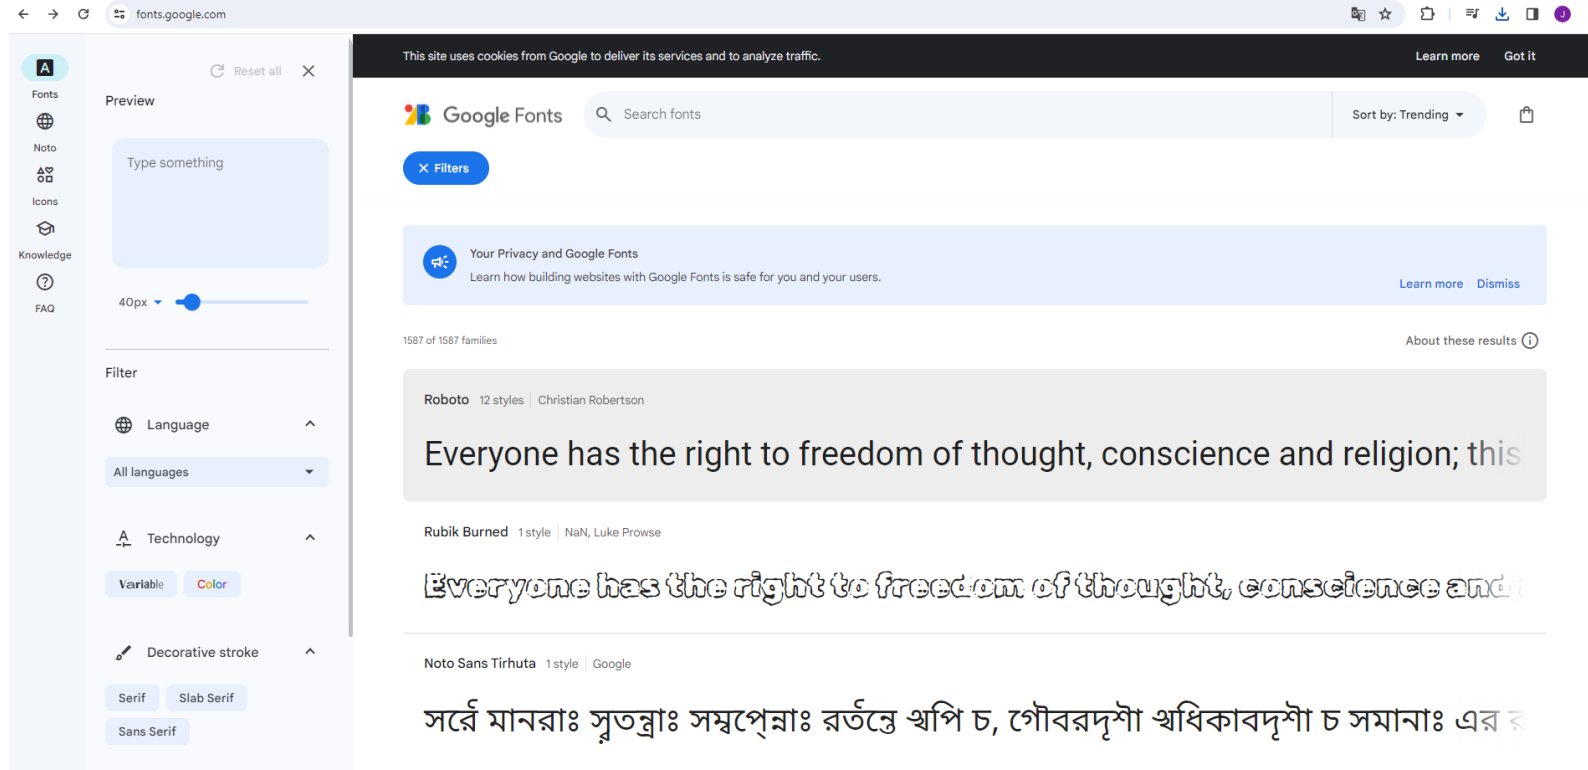 fonts.google.com
This site uses cookies from Google to deliver its services and to analyze traffic.
Learn more
Got it
A
Fonts
Noto
Icons
Knowledge
FAQ
Reset all
Preview
Type something
40px
Filter
Language
All languages
Technology
Variable
Color
Decorative stroke
Serif
Slab Serif
Sans Serif
Google Fonts
Search fonts
Sort by: Trending
Filters
Your Privacy and Google Fonts
Learn how building websites with Google Fonts is safe for you and your users.
Learn more
Dismiss
1587 of 1587 families
About these results
Roboto 12 styles Christian Robertson
Everyone has the right to freedom of thought, conscience and religion; this
Rubik Burned 1 style NaN, Luke Prowse
Everyone has the right to freedom of thought, conscience and
Noto Sans Tirhuta 1 style Google